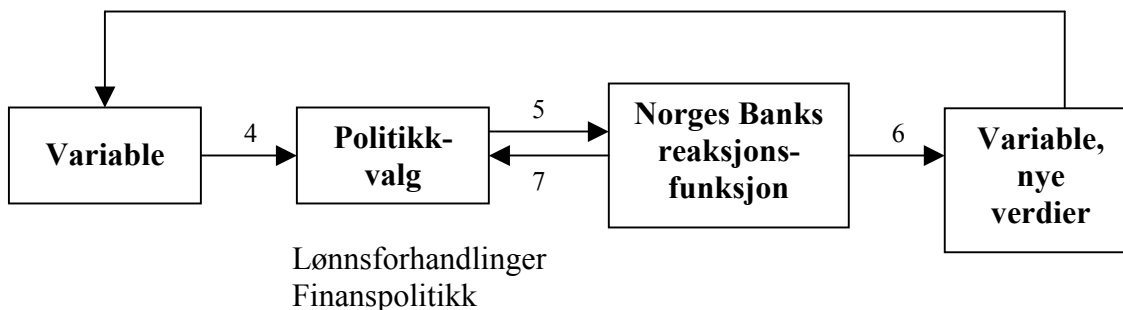 Variable
4
Politikk-
valg
5
7
Norges Banks
reaksjons-
funksjon
6
Variable,
nye
verdier
Lønnsforhandlinger
Finanspolitikk